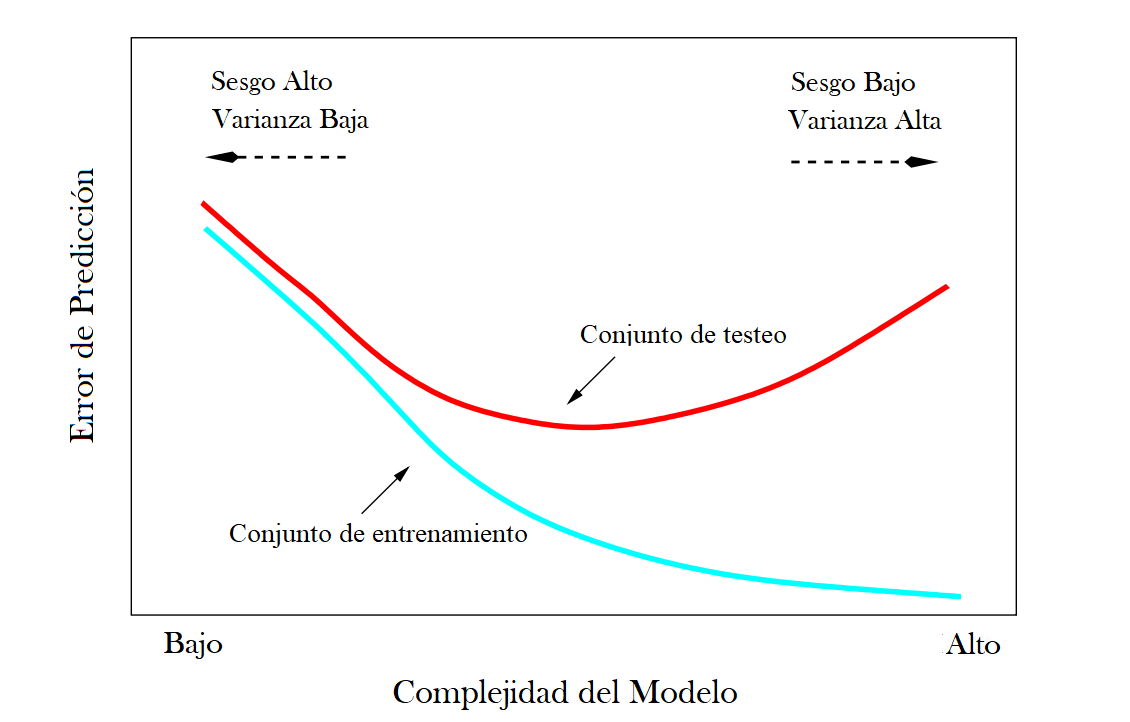 Sesgo Alto
Varianza Baja
Sesgo Bajo
Varianza Alta
Error de Predicción
Conjunto de testeo
Conjunto de entrenamiento
Bajo
Alto
Complejidad del Modelo